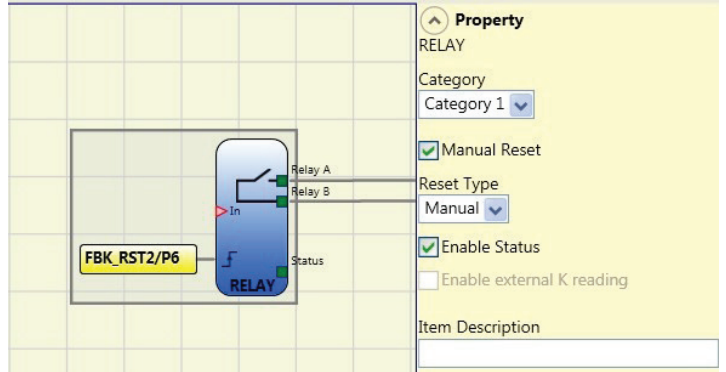 Relay A
Relay B
In
FBK_RST2/P6
Status
RELAY
Property
RELAY
Category
Category 1
Manual Reset
Reset Type
Manual
Enable Status
Enable external K reading
Item Description